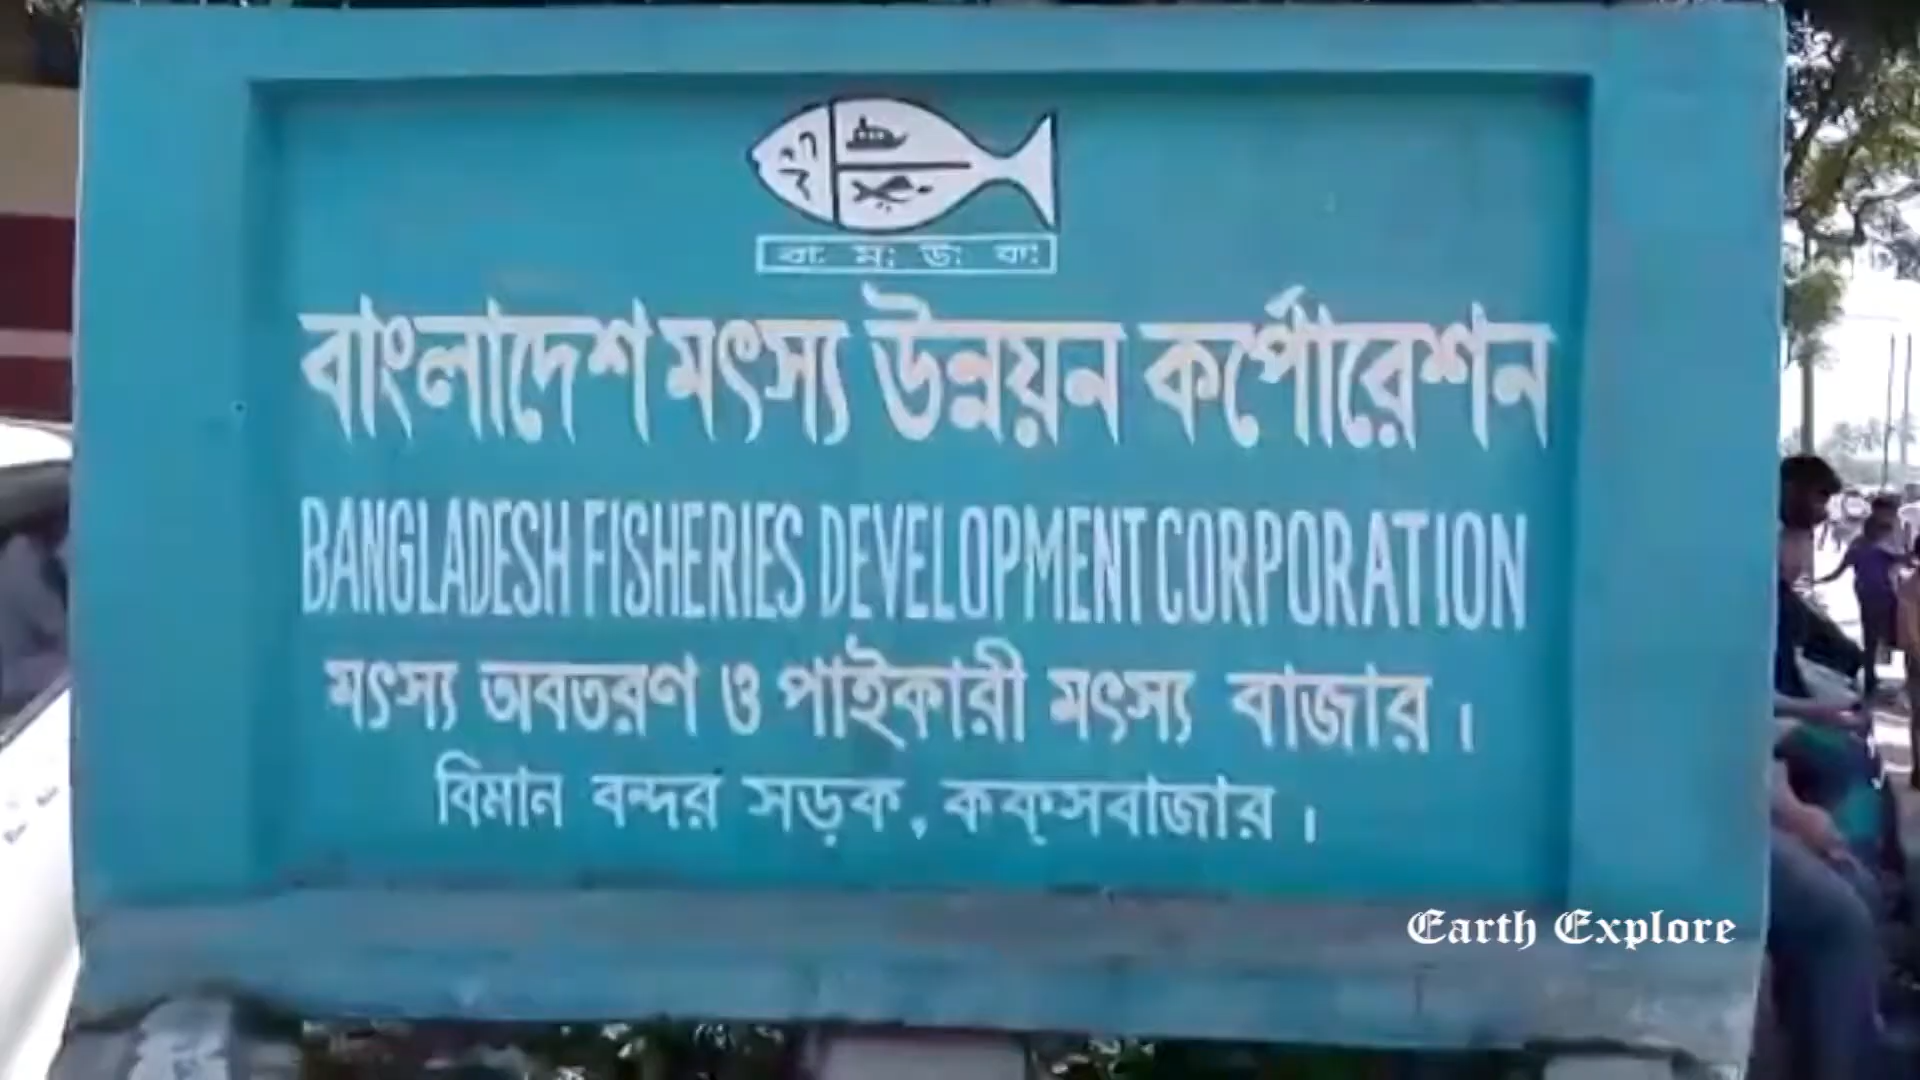 বা: ম: উ: ক:
বাংলাদেশ মৎস্য উন্নয়ন কর্পোরেশন
BANGLADESH FISHERIES DEVELOPMENT CORPORATION
মৎস্য অবতরণ ও পাইকারী মৎস্য বাজার।
বিমান বন্দর সড়ক, কক্সবাজার।
Earth Explore